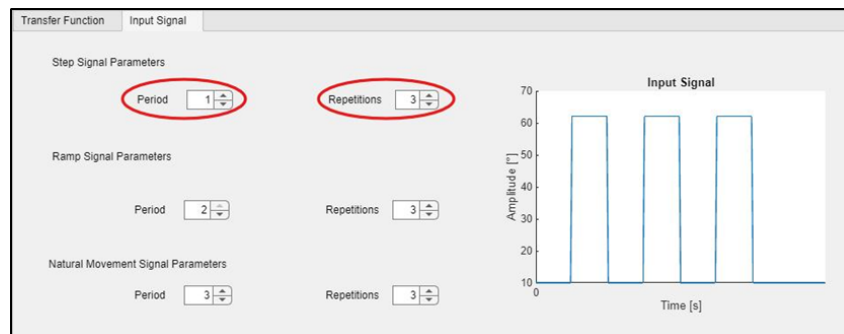 Transfer Function Input Signal
Step Signal Parameters
Period 1 Repetitions 3
Ramp Signal Parameters
Period 2 Repetitions 3
Natural Movement Signal Parameters
Period 3 Repetitions 3
Input Signal
70
60
50
40
30
20
10
0
Amplitude [°]
Time [s]